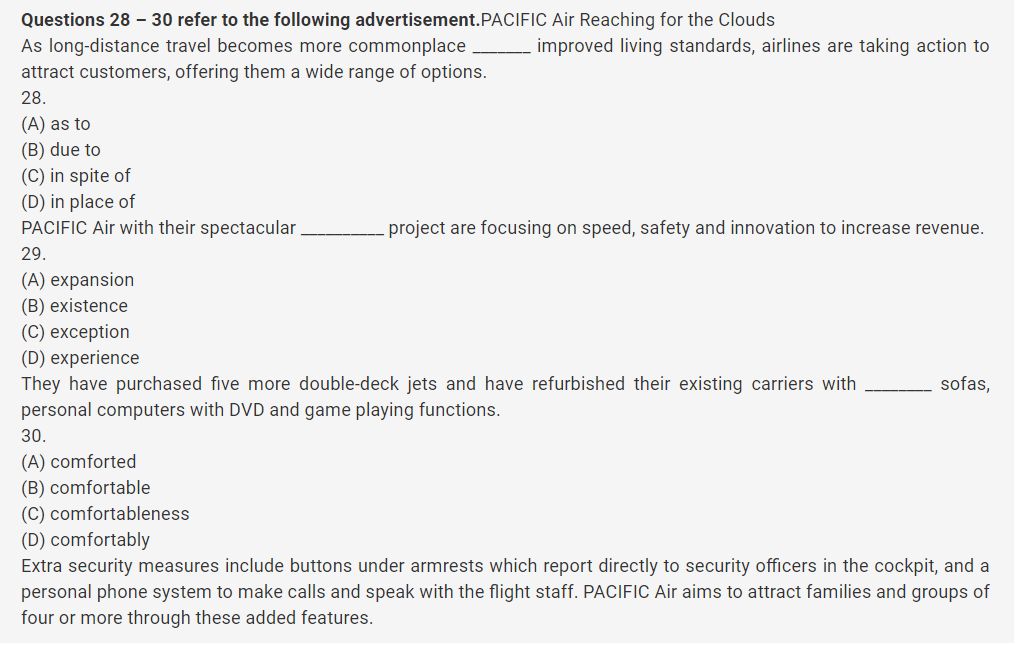 Questions 28 – 30 refer to the following advertisement.PACIFIC Air Reaching for the Clouds
As long-distance travel becomes more commonplace _______ improved living standards, airlines are taking action to
attract customers, offering them a wide range of options.
28.
(A) as to
(B) due to
(C) in spite of
(D) in place of
PACIFIC Air with their spectacular __________ project are focusing on speed, safety and innovation to increase revenue.
29.
(A) expansion
(B) existence
(C) exception
(D) experience
They have purchased five more double-deck jets and have refurbished their existing carriers with ________ sofas,
personal computers with DVD and game playing functions.
30.
(A) comforted
(B) comfortable
(C) comfortableness
(D) comfortably
Extra security measures include buttons under armrests which report directly to security officers in the cockpit, and a
personal phone system to make calls and speak with the flight staff. PACIFIC Air aims to attract families and groups of
four or more through these added features.